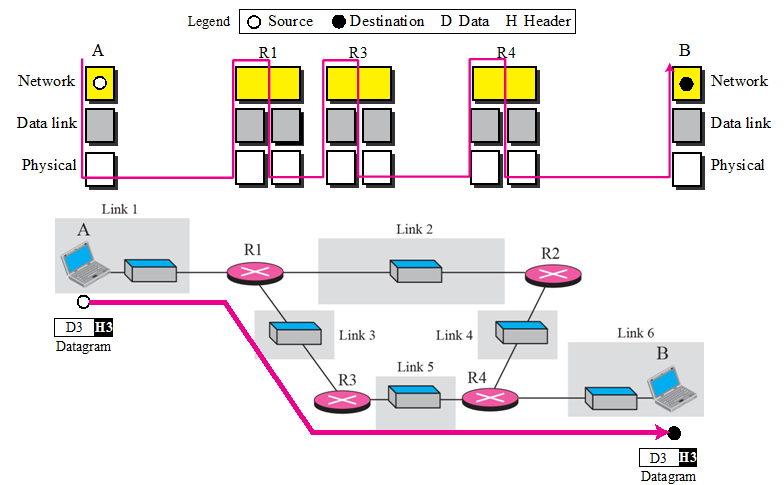 Legend Source Destination D Data H Header
A R1 R3 R4 B
Network Network
Data link Data link
Physical Physical
Link 1
A
Link 2
R1
R2
Link 3
Link 4
Link 6
D3 H3
Datagram
B
R3
Link 5
R4
D3 H3
Datagram